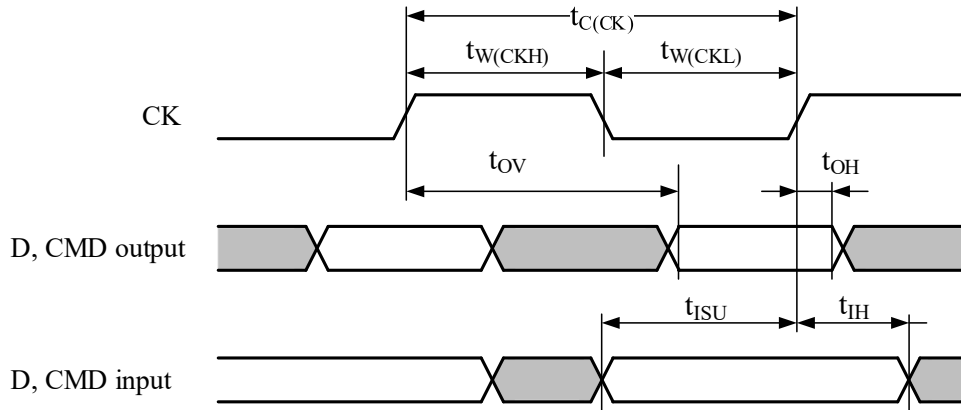 tC(CK)
tW(CKH) tW(CKL)
CK
tOV tOH
D, CMD output
tISU tIH
D, CMD input